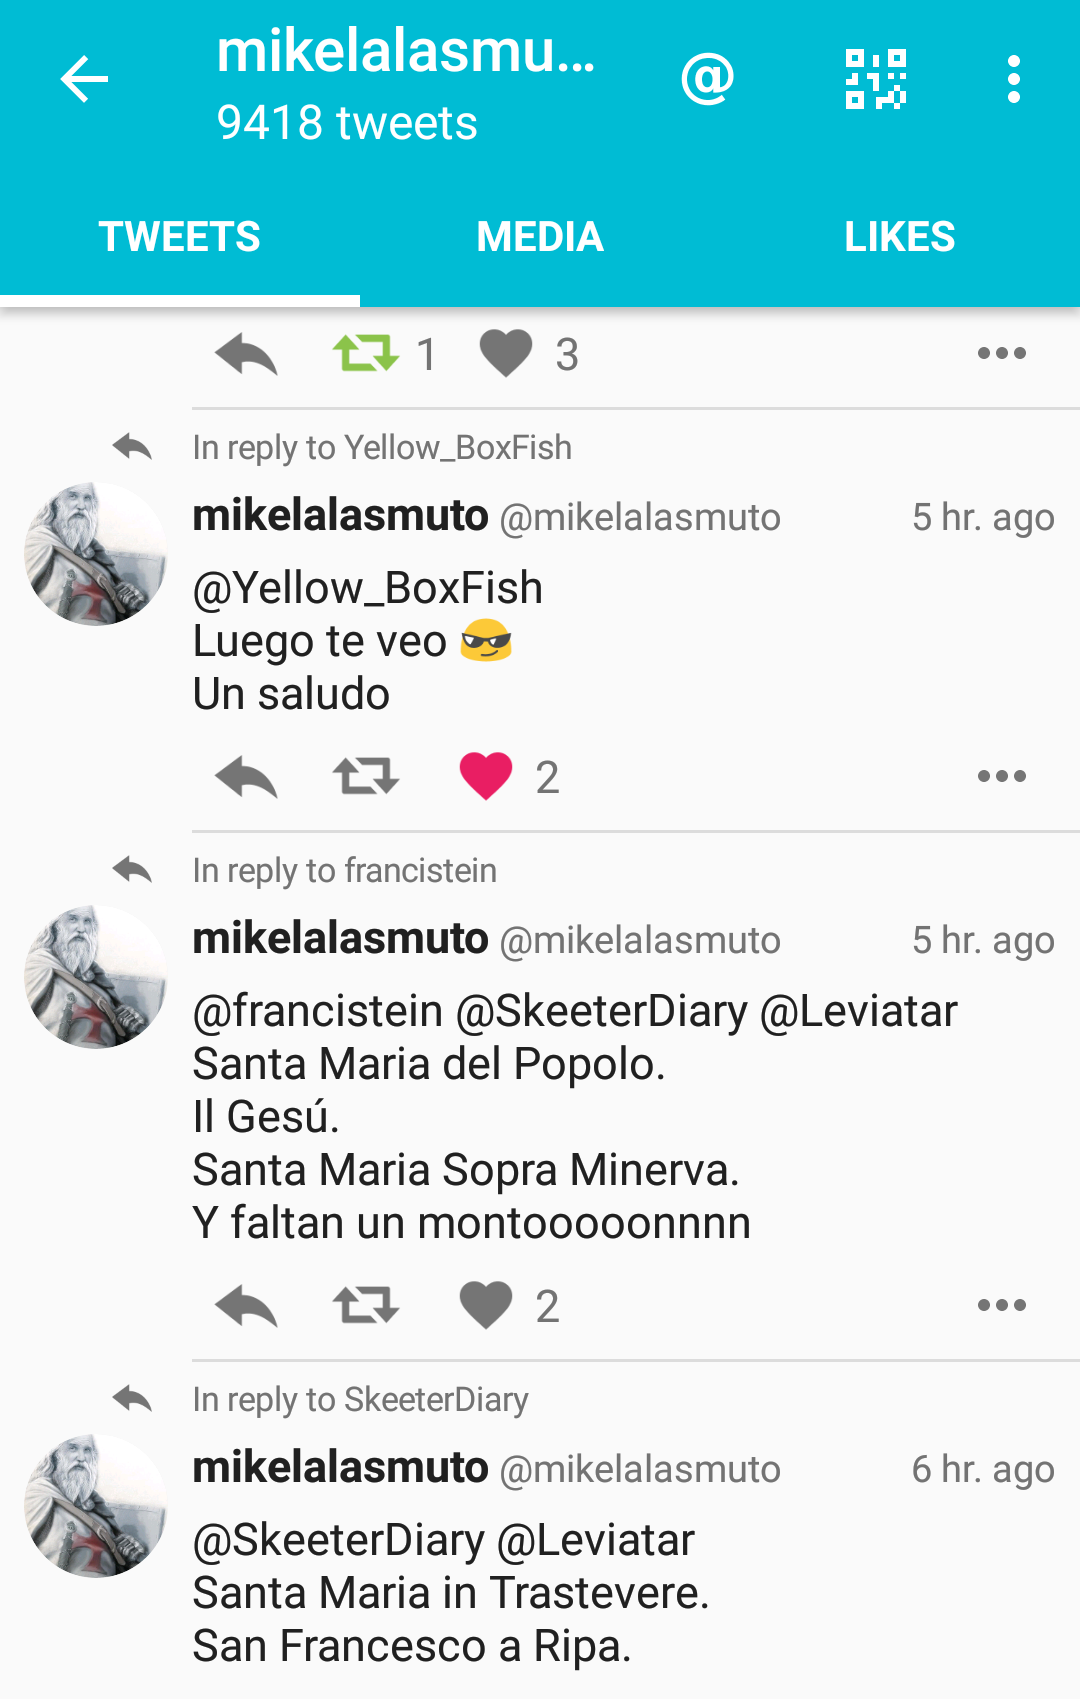 mikelalasmu...
9418 tweets
TWEETS MEDIA LIKES
1 3
In reply to Yellow_BoxFish
mikelalasmuto @mikelalasmuto 5 hr. ago
@Yellow_BoxFish
Luego te veo 😎
Un saludo
2
In reply to francistein
mikelalasmuto @mikelalasmuto 5 hr. ago
@francistein @SkeeterDiary @Leviatar
Santa Maria del Popolo.
Il Gesú.
Santa Maria Sopra Minerva.
Y faltan un montooooonnnn
2
In reply to SkeeterDiary
mikelalasmuto @mikelalasmuto 6 hr. ago
@SkeeterDiary @Leviatar
Santa Maria in Trastevere.
San Francesco a Ripa.